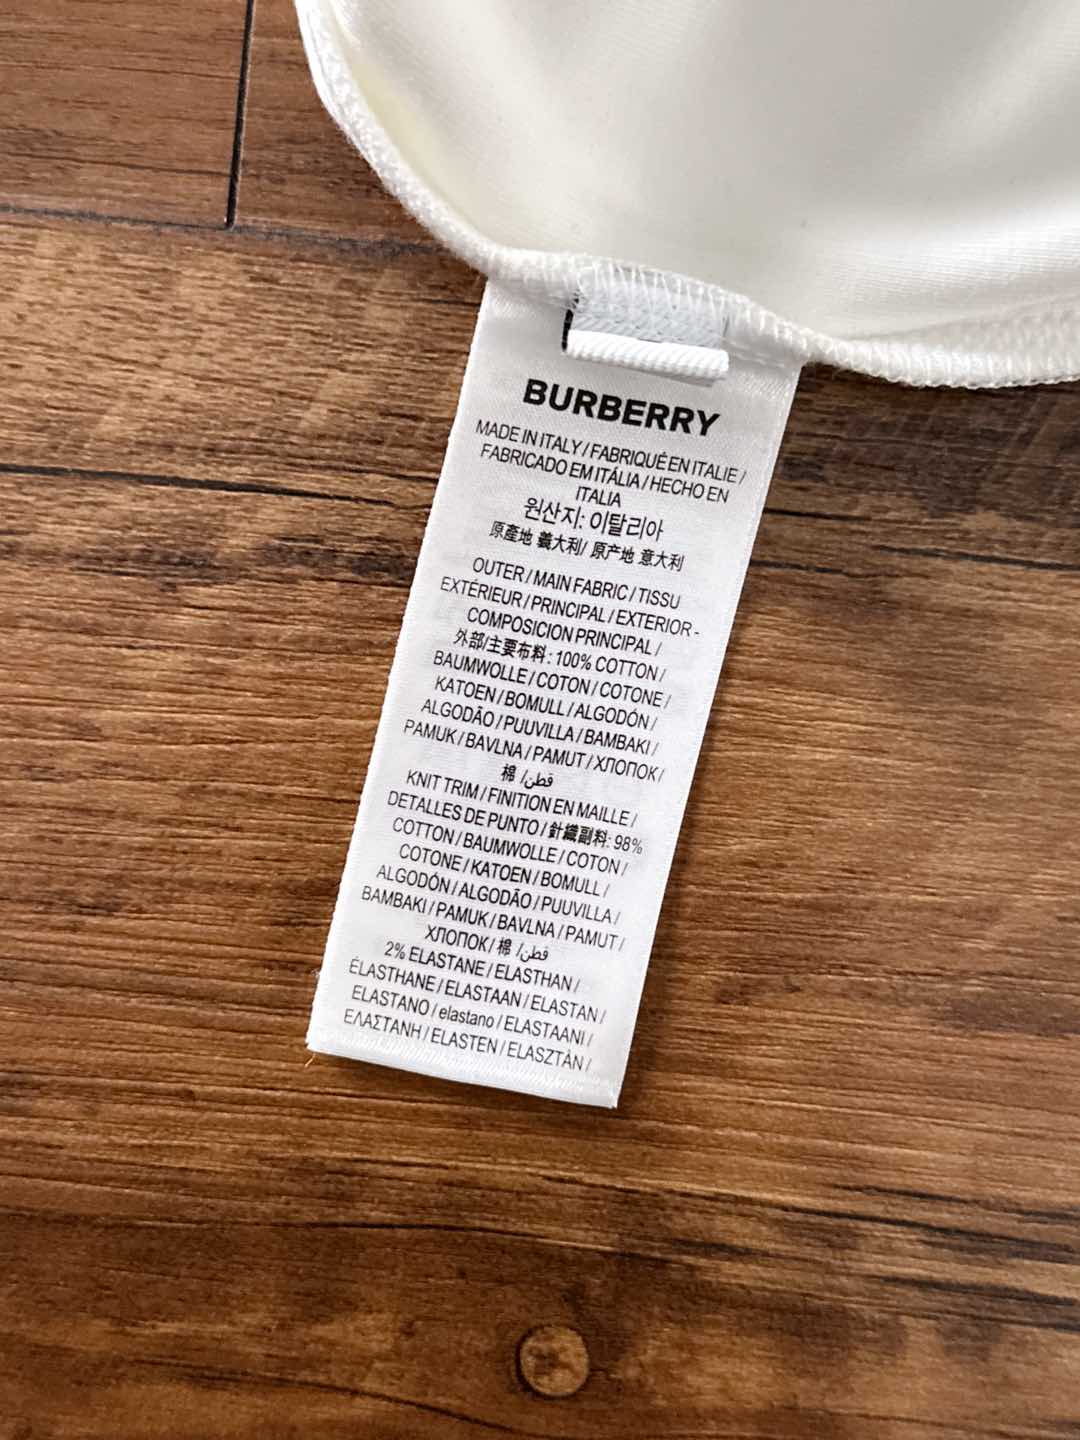 BURBERRY
MADE IN ITALY / FABRIQUÉ EN ITALIE /
FABRICADO EM ITÁLIA / HECHO EN
ITALIA
원산지: 이탈리아
原產地 義大利/ 原产地 意大利
OUTER / MAIN FABRIC / TISSU
EXTÉRIEUR / PRINCIPAL / EXTERIOR -
COMPOSICION PRINCIPAL /
外部/主要布料: 100% COTTON /
BAUMWOLLE / COTON / COTONE /
KATOEN / BOMULL / ALGODÓN /
ALGODÃO / PUUVILLA / BAMBAKI /
PAMUK / BAVLNA / PAMUT / ХЛОПОК /
棉 / قطن
KNIT TRIM / FINITION EN MAILLE /
DETALLES DE PUNTO / 針織副料: 98%
COTTON / BAUMWOLLE / COTON /
COTONE / KATOEN / BOMULL /
ALGODÓN / ALGODÃO / PUUVILLA /
BAMBAKI / PAMUK / BAVLNA / PAMUT /
ХЛОПОК / 棉 / قطن
2% ELASTANE / ELASTHAN /
ÉLASTHANE / ELASTAAN / ELASTAN /
ELASTANO / elastano / ELASTAANI /
ΕΛΑΣΤΑΝΗ / ELASTEN / ELASZTÁN /